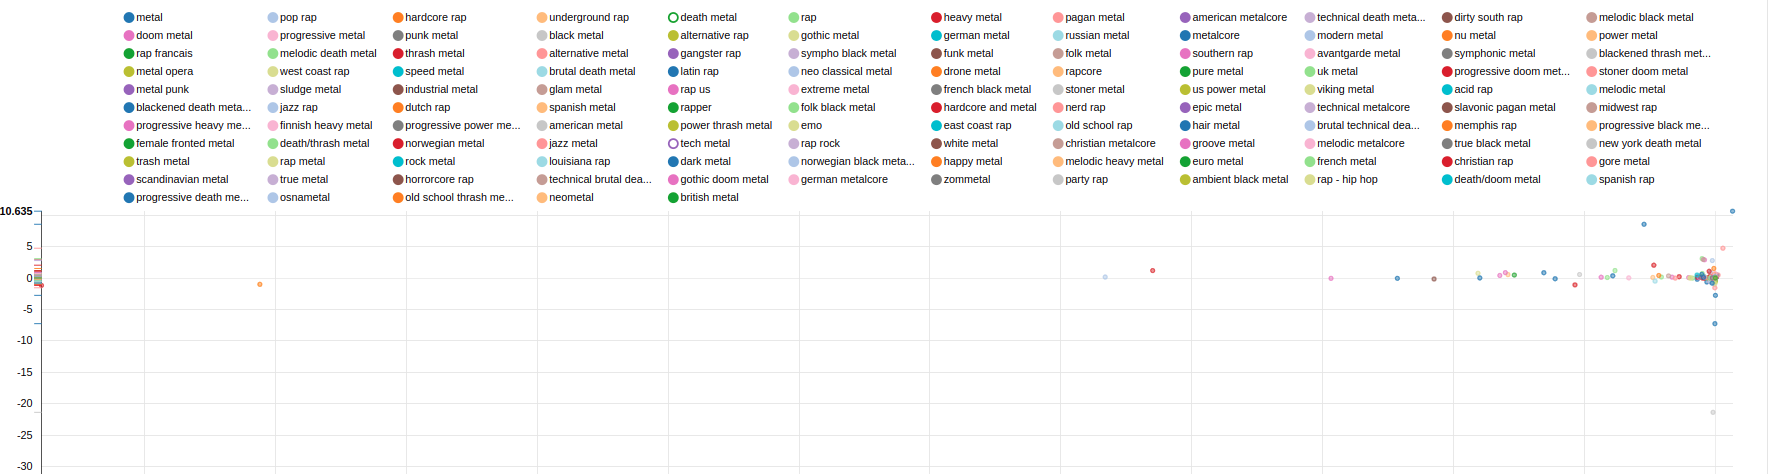 metal pop rap hardcore rap underground rap death metal rap heavy metal pagan metal american metalcore technical death meta... dirty south rap melodic black metal
doom metal progressive metal punk metal black metal alternative rap gothic metal german metal russian metal metalcore modern metal nu metal power metal
rap francais melodic death metal thrash metal alternative metal gangster rap sympho black metal funk metal folk metal southern rap avantgarde metal symphonic metal blackened thrash met...
metal opera west coast rap speed metal brutal death metal latin rap neo classical metal drone metal rapcore pure metal uk metal progressive doom met... stoner doom metal
metal punk sludge metal industrial metal glam metal rap us extreme metal french black metal stoner metal us power metal viking metal acid rap melodic metal
blackened death meta... jazz rap dutch rap spanish metal rapper folk black metal hardcore and metal nerd rap epic metal technical metalcore slavonic pagan metal midwest rap
progressive heavy me... finnish heavy metal progressive power me... american metal power thrash metal emo east coast rap old school rap hair metal brutal technical dea... memphis rap progressive black me...
female fronted metal death/thrash metal norwegian metal jazz metal tech metal rap rock white metal christian metalcore groove metal melodic metalcore true black metal new york death metal
trash metal rap metal rock metal louisiana rap dark metal norwegian black meta... happy metal melodic heavy metal euro metal french metal christian rap gore metal
scandinavian metal true metal horrorcore rap technical brutal dea... gothic doom metal german metalcore zommetal party rap ambient black metal rap - hip hop death/doom metal spanish rap
progressive death me... osnametal old school thrash me... neometal british metal
10.635
5
0
-5
-10
-15
-20
-25
-30